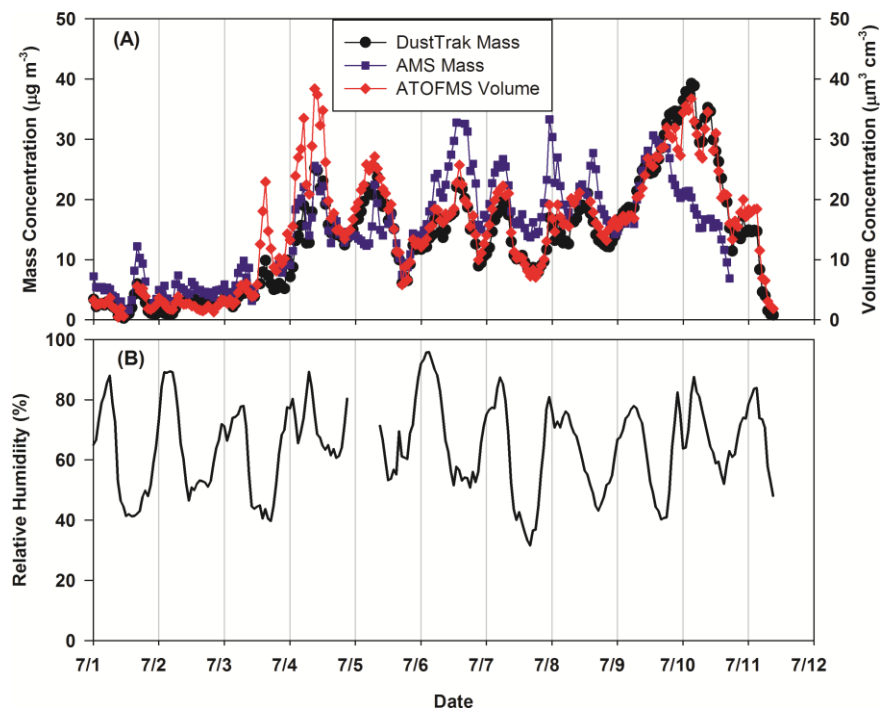 (A)
DustTrak Mass
AMS Mass
ATOFMS Volume
50
40
30
20
10
0
Mass Concentration (μg m⁻³)
50
40
30
20
10
0
Volume Concentration (μm³ cm⁻³)
(B)
100
80
60
40
20
0
Relative Humidity (%)
7/1 7/2 7/3 7/4 7/5 7/6 7/7 7/8 7/9 7/10 7/11 7/12
Date